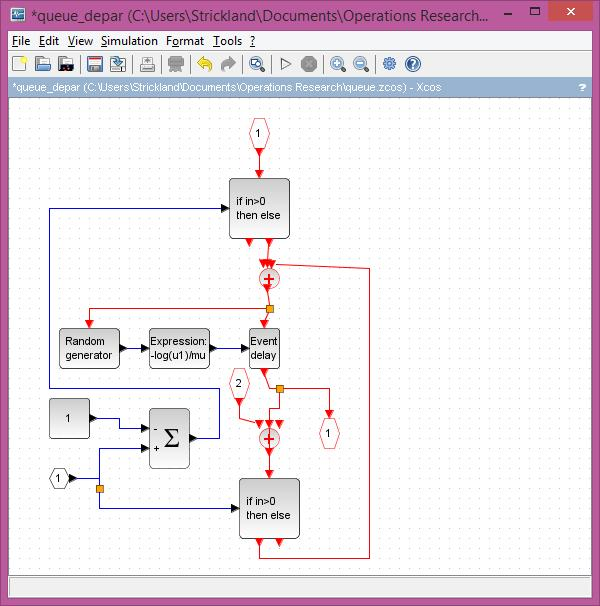 *queue_depar (C:\Users\Strickland\Documents\Operations Research...
File Edit View Simulation Format Tools ?
*queue_depar (C:\Users\Strickland\Documents\Operations Research\queue.zcos) - Xcos ?
1
if in>0
then else
+
Random
generator
Expression:
-log(u1)/mu
Event
delay
2
1
-
+
Σ
+
1
1
if in>0
then else